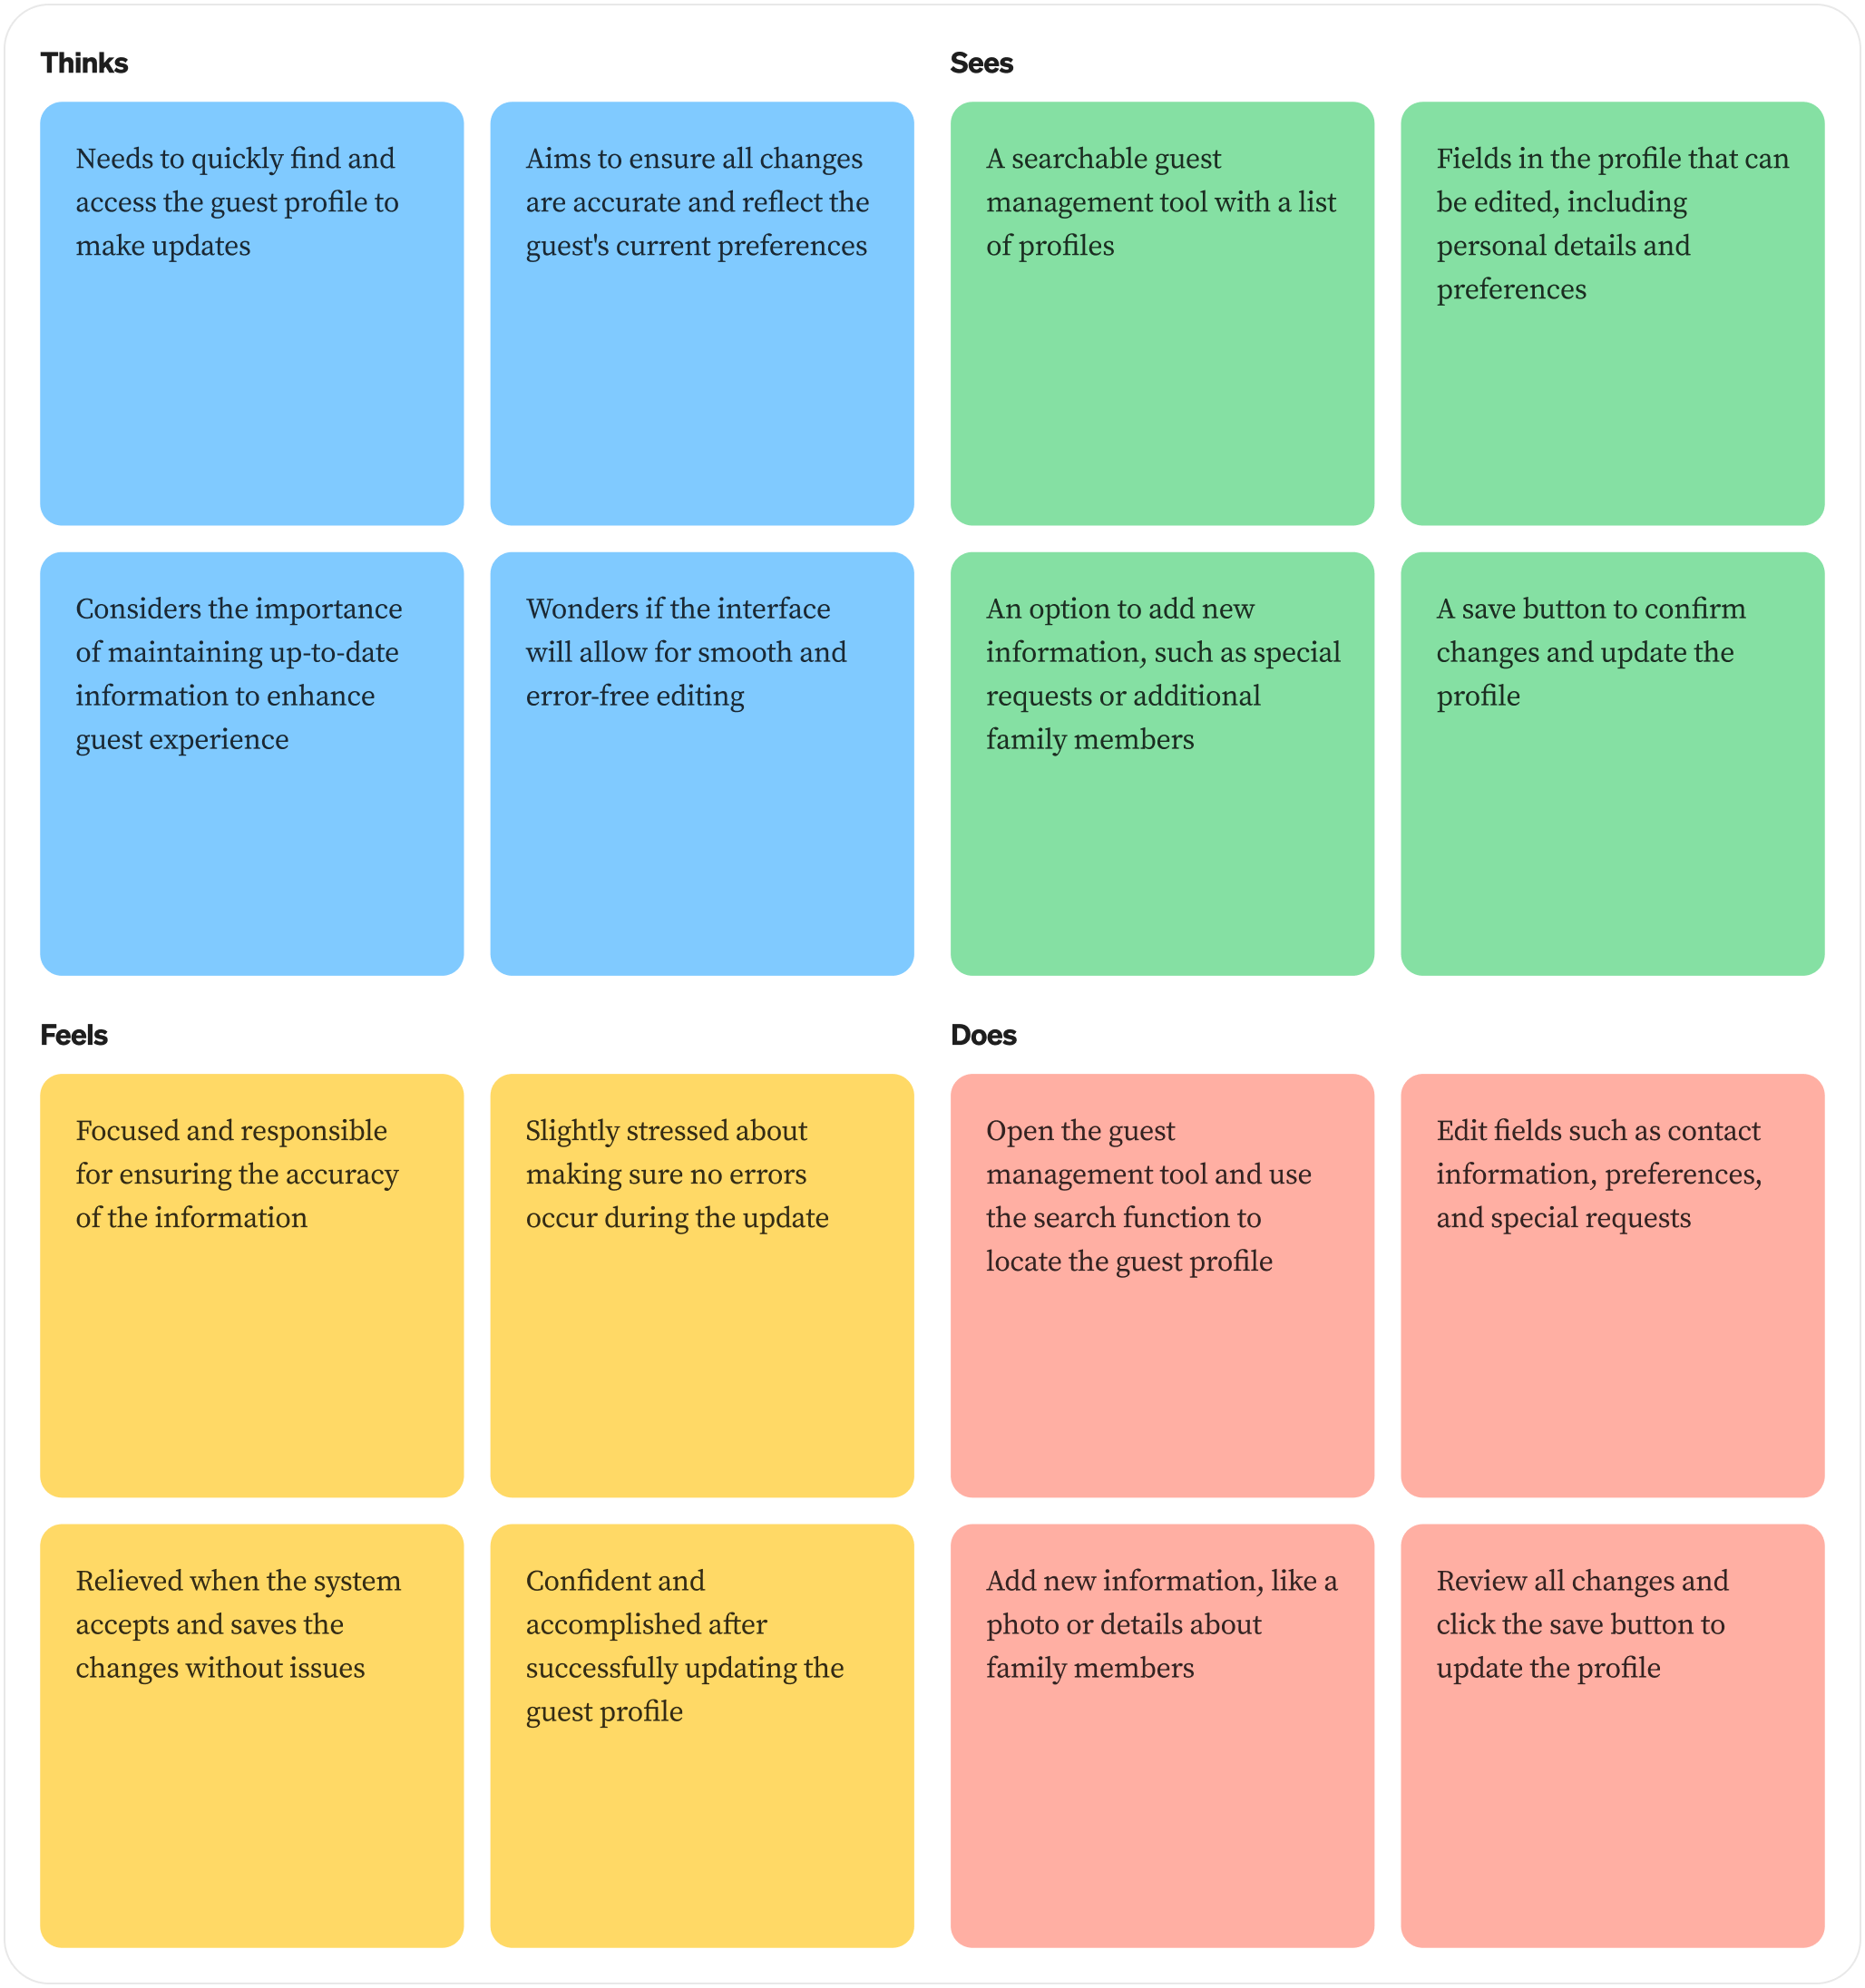 Thinks
Needs to quickly find and
access the guest profile to
make updates
Aims to ensure all changes
are accurate and reflect the
guest's current preferences
Considers the importance
of maintaining up-to-date
information to enhance
guest experience
Wonders if the interface
will allow for smooth and
error-free editing
Sees
A searchable guest
management tool with a list
of profiles
Fields in the profile that can
be edited, including
personal details and
preferences
An option to add new
information, such as special
requests or additional
family members
A save button to confirm
changes and update the
profile
Feels
Focused and responsible
for ensuring the accuracy
of the information
Slightly stressed about
making sure no errors
occur during the update
Relieved when the system
accepts and saves the
changes without issues
Confident and
accomplished after
successfully updating the
guest profile
Does
Open the guest
management tool and use
the search function to
locate the guest profile
Edit fields such as contact
information, preferences,
and special requests
Add new information, like a
photo or details about
family members
Review all changes and
click the save button to
update the profile